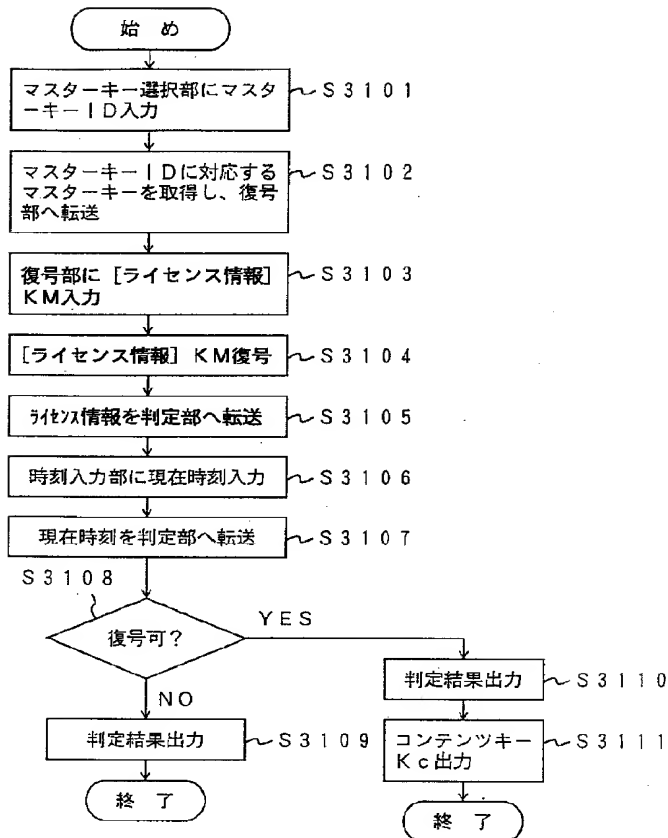 始 め
マスターキー選択部にマスタ
ーキーＩＤ入力
Ｓ３１０１
マスターキーＩＤに対応する
マスターキーを取得し、復号
部へ転送
Ｓ３１０２
復号部に［ライセンス情報］
ＫＭ入力
Ｓ３１０３
［ライセンス情報］ＫＭ復号
Ｓ３１０４
ﾗｲｾﾝｽ情報を判定部へ転送
Ｓ３１０５
時刻入力部に現在時刻入力
Ｓ３１０６
現在時刻を判定部へ転送
Ｓ３１０７
Ｓ３１０８
復号可？
ＹＥＳ
ＮＯ
判定結果出力
Ｓ３１０９
終 了
判定結果出力
Ｓ３１１０
コンテンツキー
Ｋｃ出力
Ｓ３１１１
終 了